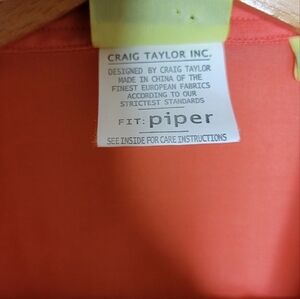 CRAIG TAYLOR INC.
DESIGNED BY CRAIG TAYLOR
MADE IN CHINA OF THE
FINEST EUROPEAN FABRICS
ACCORDING TO OUR
STRICTEST STANDARDS
FIT: piper
SEE INSIDE FOR CARE INSTRUCTIONS